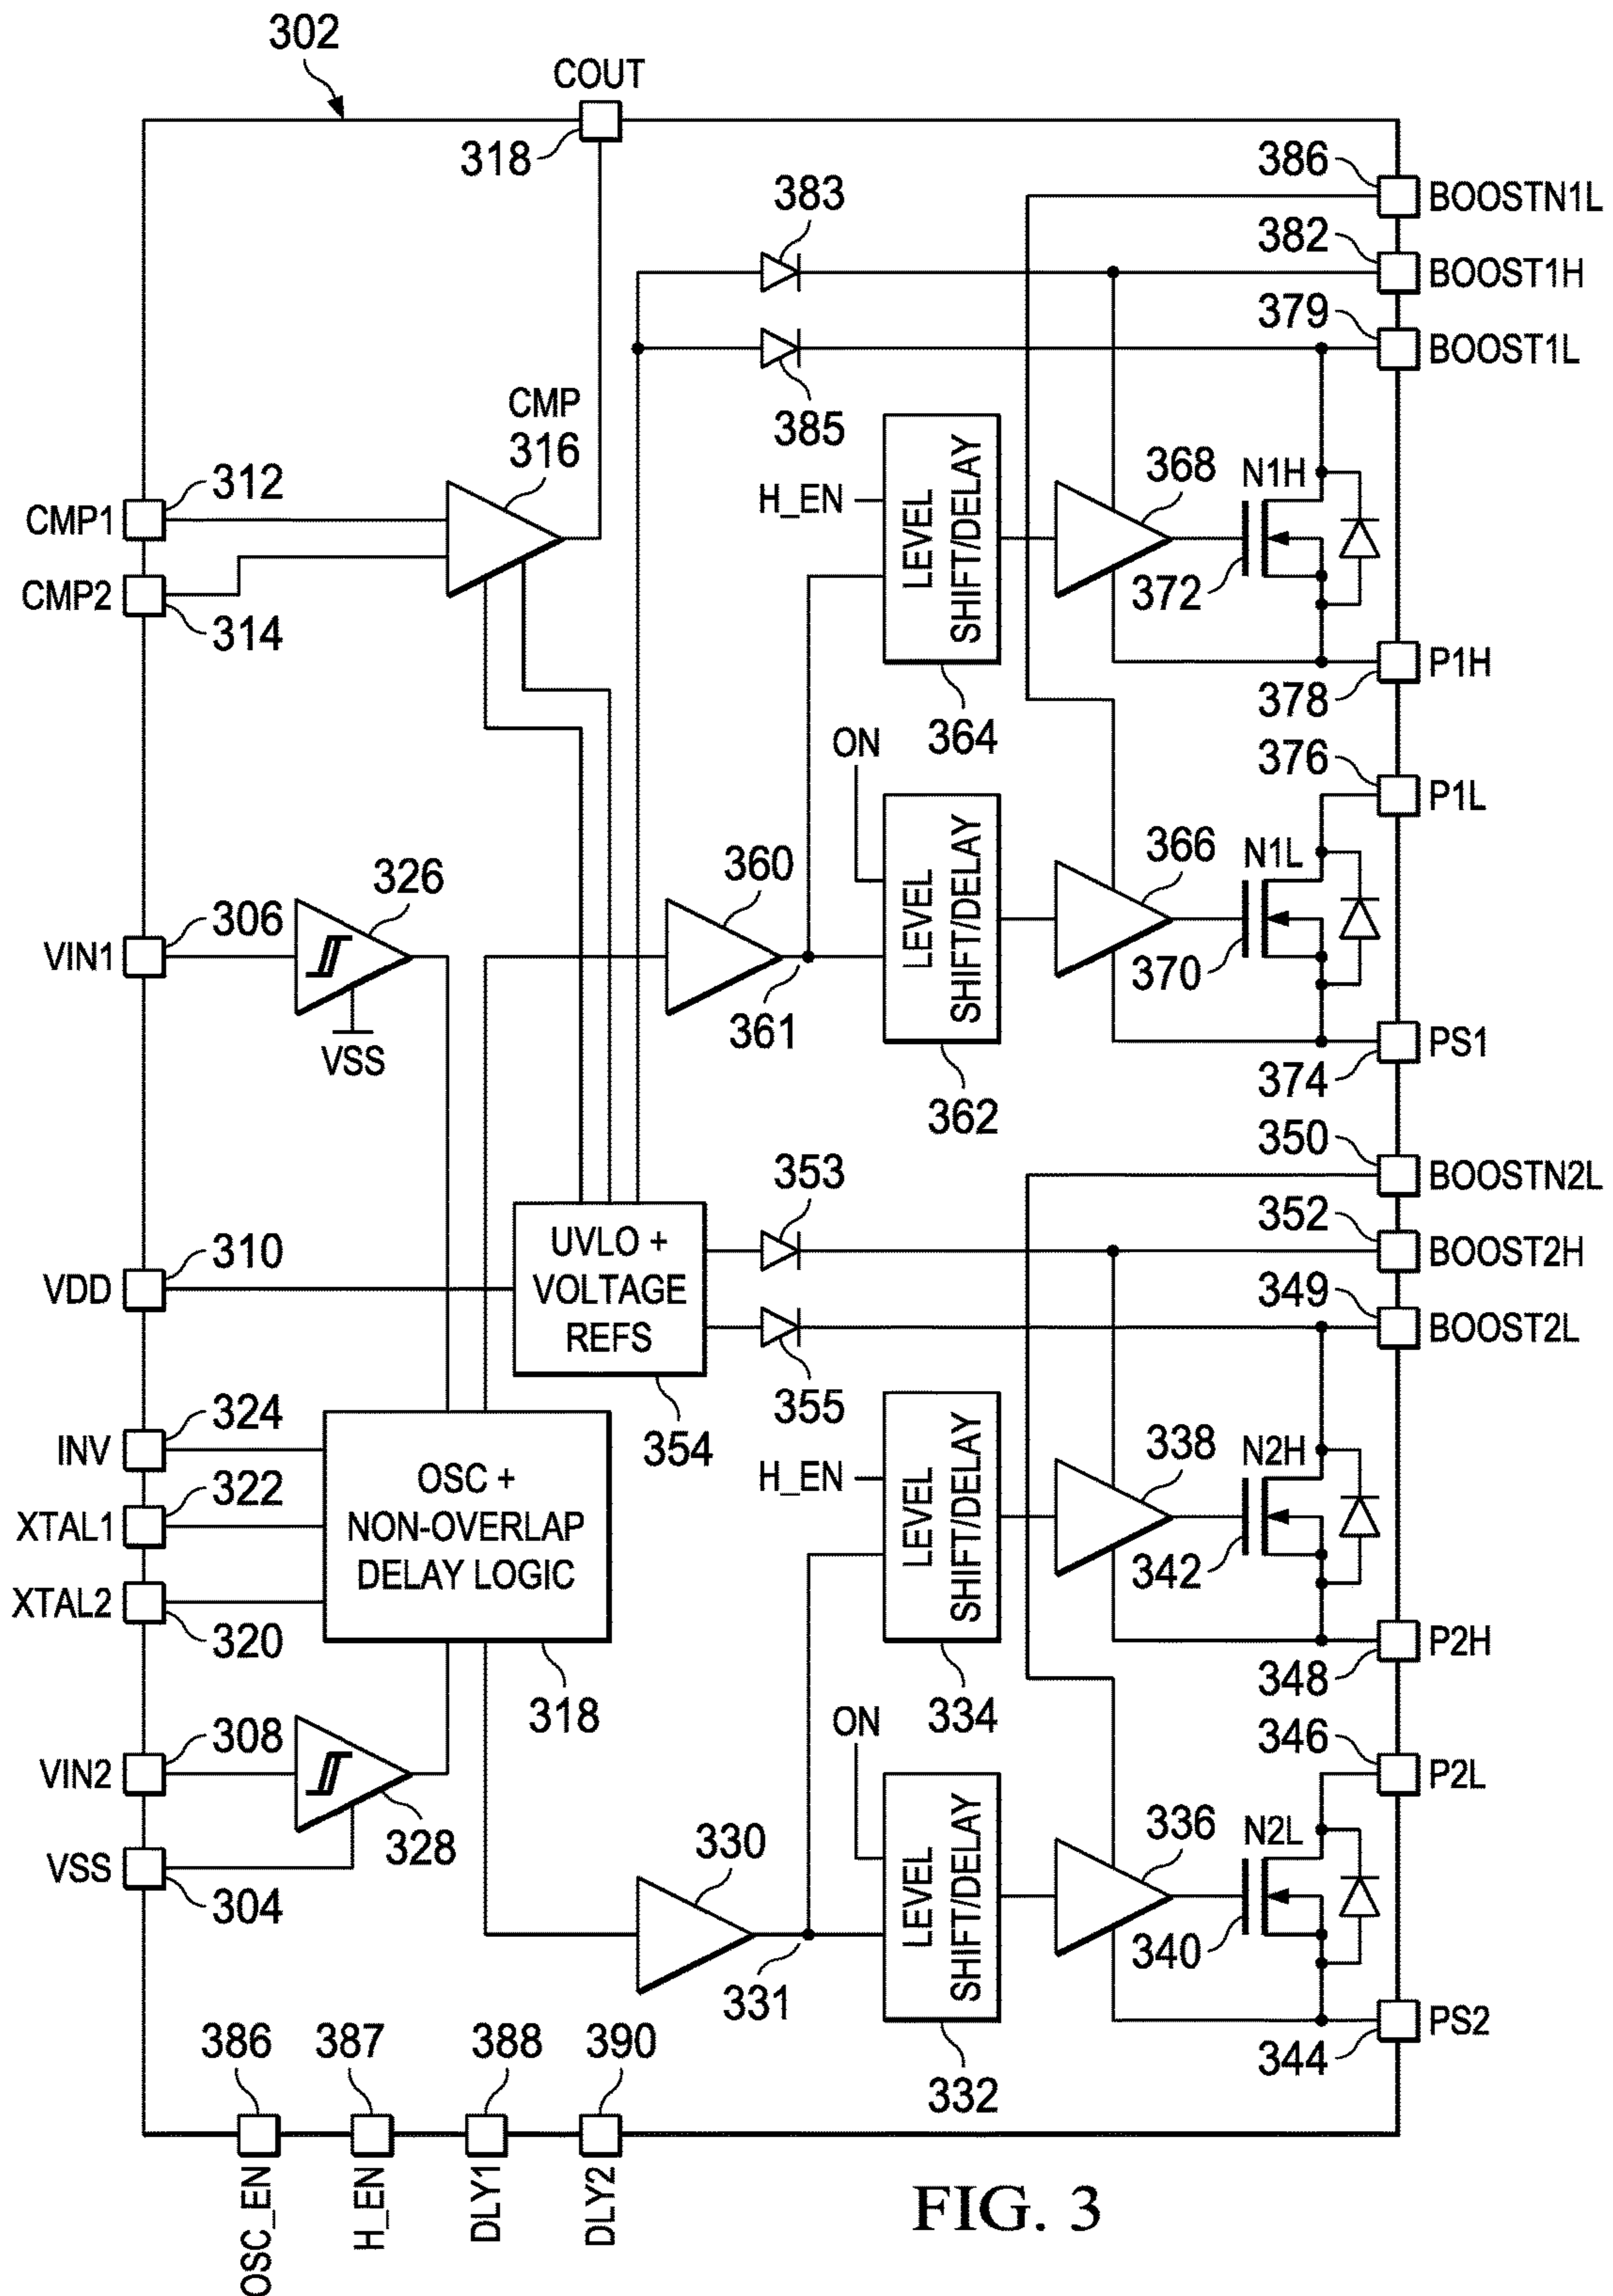 302
COUT
318
386
BOOSTN1L
383
382
BOOST1H
379
BOOST1L
385
CMP
316
312
CMP1
CMP2
314
H_EN
LEVEL
SHIFT/DELAY
364
368
N1H
372
P1H
378
ON
376
P1L
LEVEL
SHIFT/DELAY
362
366
N1L
370
PS1
374
326
306
VIN1
VSS
360
361
350
BOOSTN2L
353
352
BOOST2H
349
BOOST2L
355
310
VDD
UVLO +
VOLTAGE
REFS
354
324
INV
322
XTAL1
XTAL2
320
OSC +
NON-OVERLAP
DELAY LOGIC
318
H_EN
LEVEL
SHIFT/DELAY
334
338
N2H
342
P2H
348
308
VIN2
328
VSS
304
ON
346
P2L
330
331
LEVEL
SHIFT/DELAY
332
336
N2L
340
PS2
344
386
387
388
390
OSC_EN
H_EN
DLY1
DLY2
FIG. 3